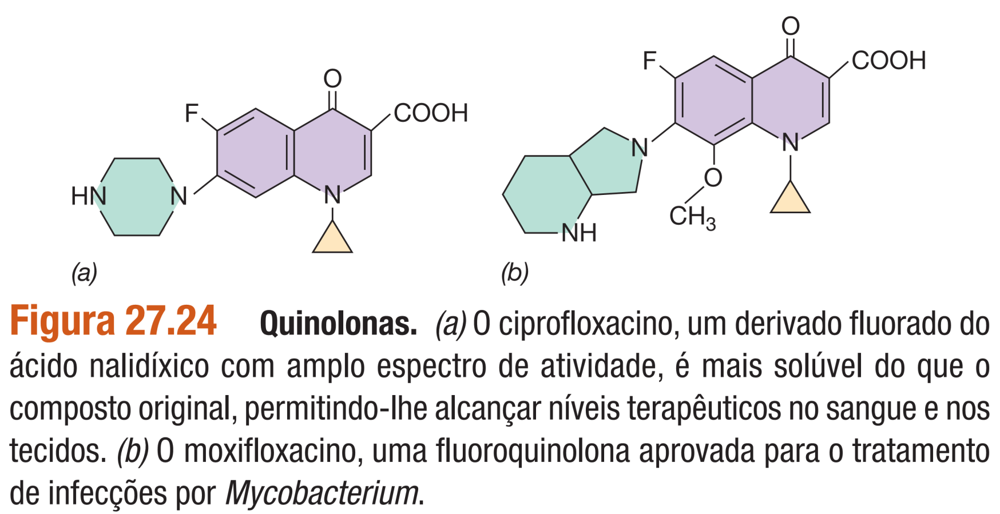 O
F
COOH
HN
N
N
(a)
O
F
COOH
N
N
O
CH3
NH
(b)
Figura 27.24 Quinolonas. (a) O ciprofloxacino, um derivado fluorado do
ácido nalidíxico com amplo espectro de atividade, é mais solúvel do que o
composto original, permitindo-lhe alcançar níveis terapêuticos no sangue e nos
tecidos. (b) O moxifloxacino, uma fluoroquinolona aprovada para o tratamento
de infecções por Mycobacterium.